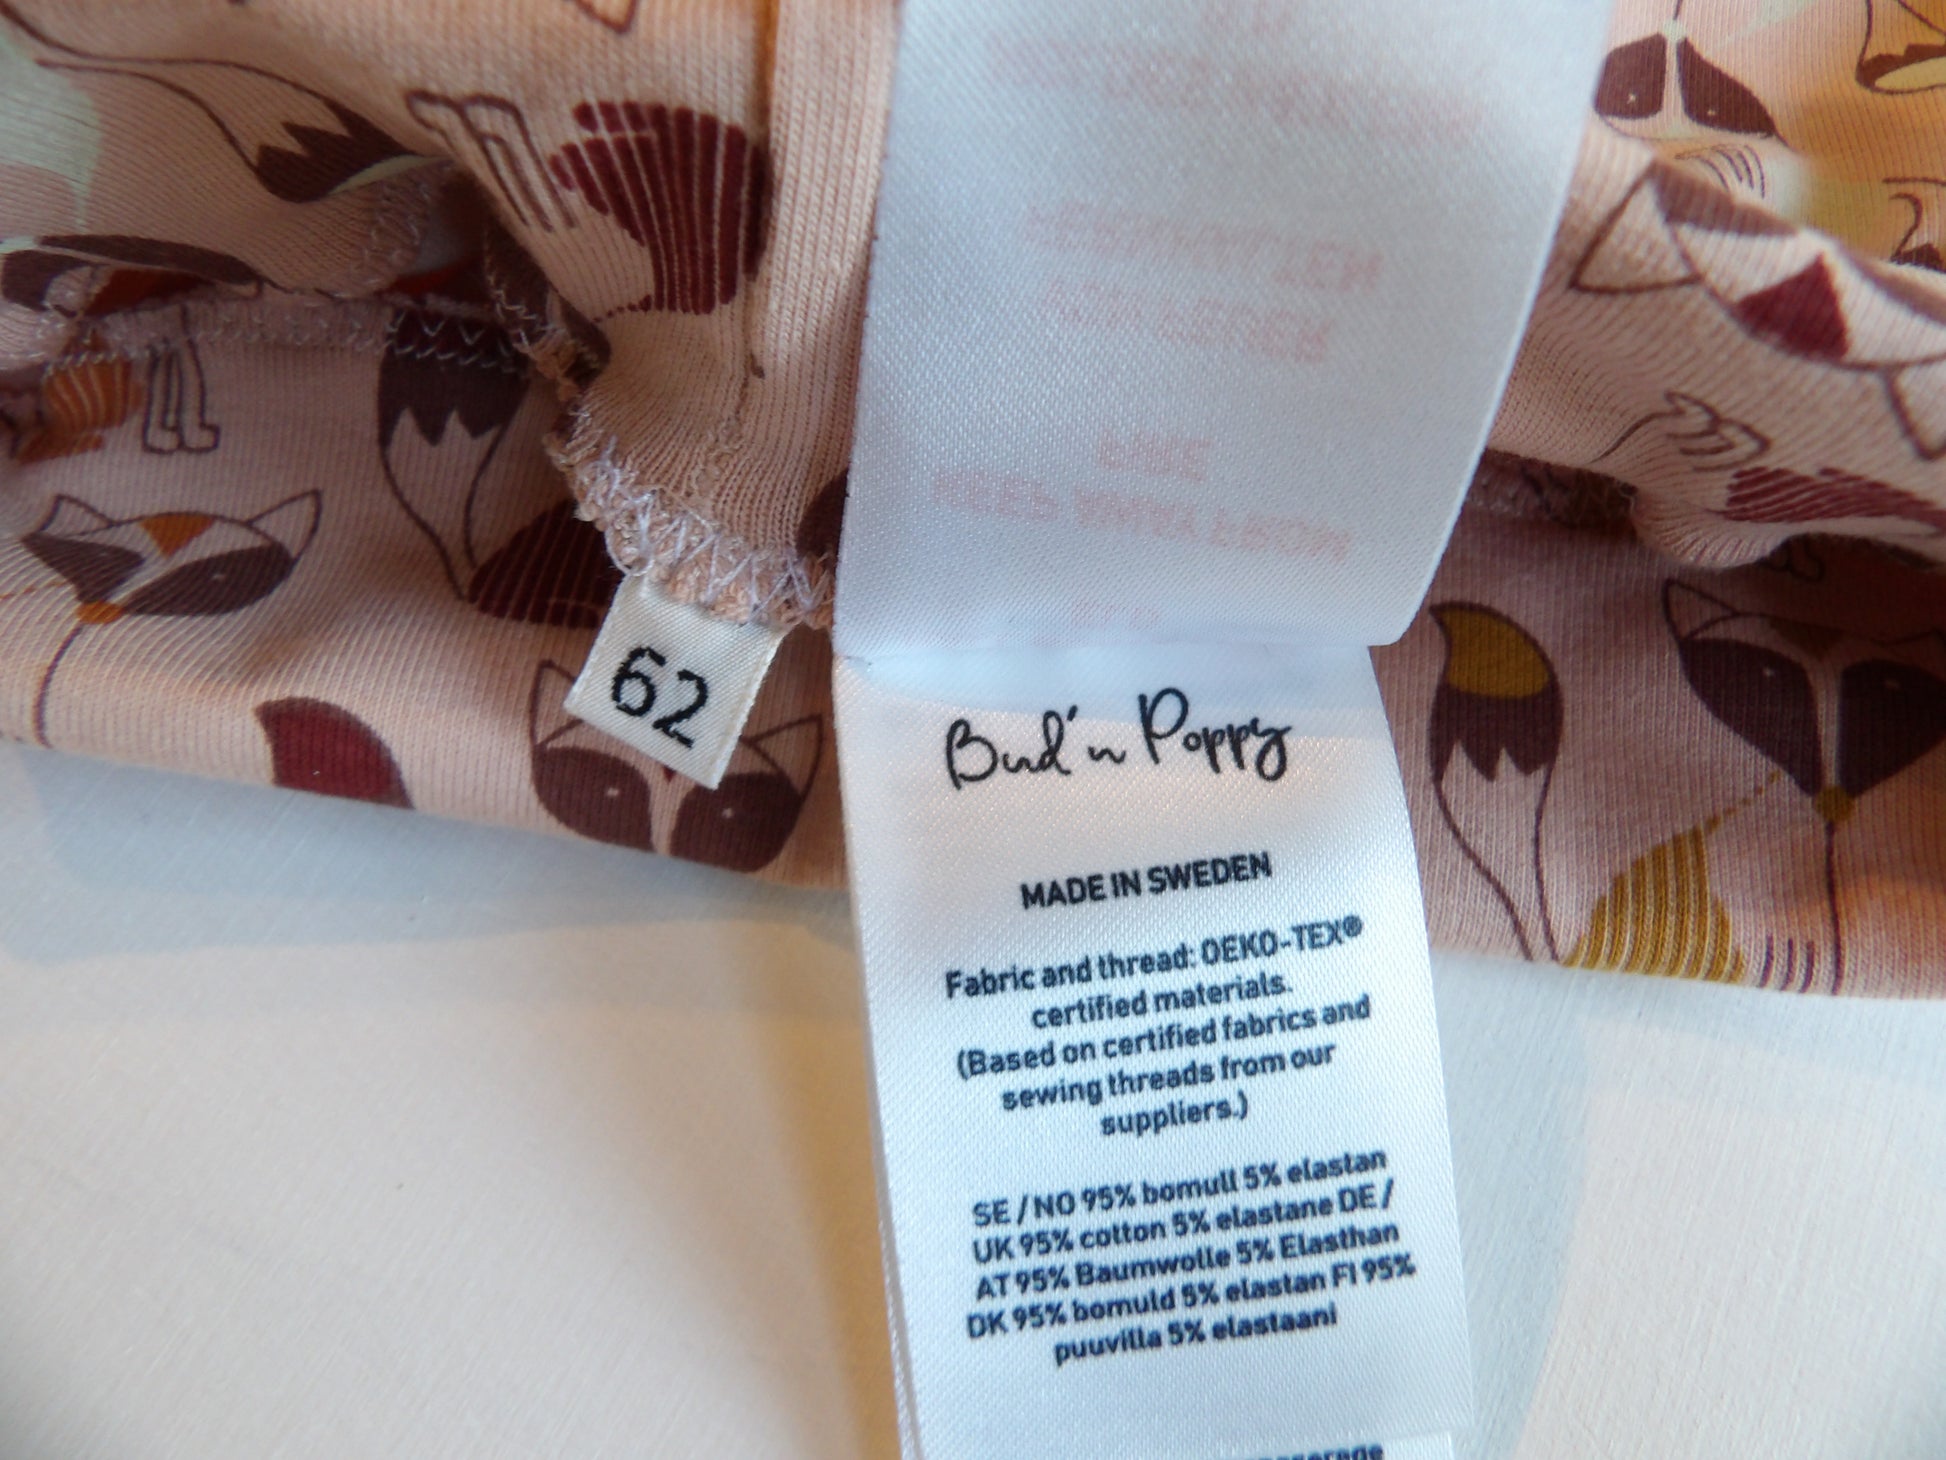 62
Bud'n Poppy
MADE IN SWEDEN
Fabric and thread: OEKO-TEX®
certified materials.
(Based on certified fabrics and
sewing threads from our
suppliers.)
SE / NO 95% bomull 5% elastan
UK 95% cotton 5% elastane DE /
AT 95% Baumwolle 5% Elasthan
DK 95% bomuld 5% elastan FI 95%
puuvilla 5% elastaani